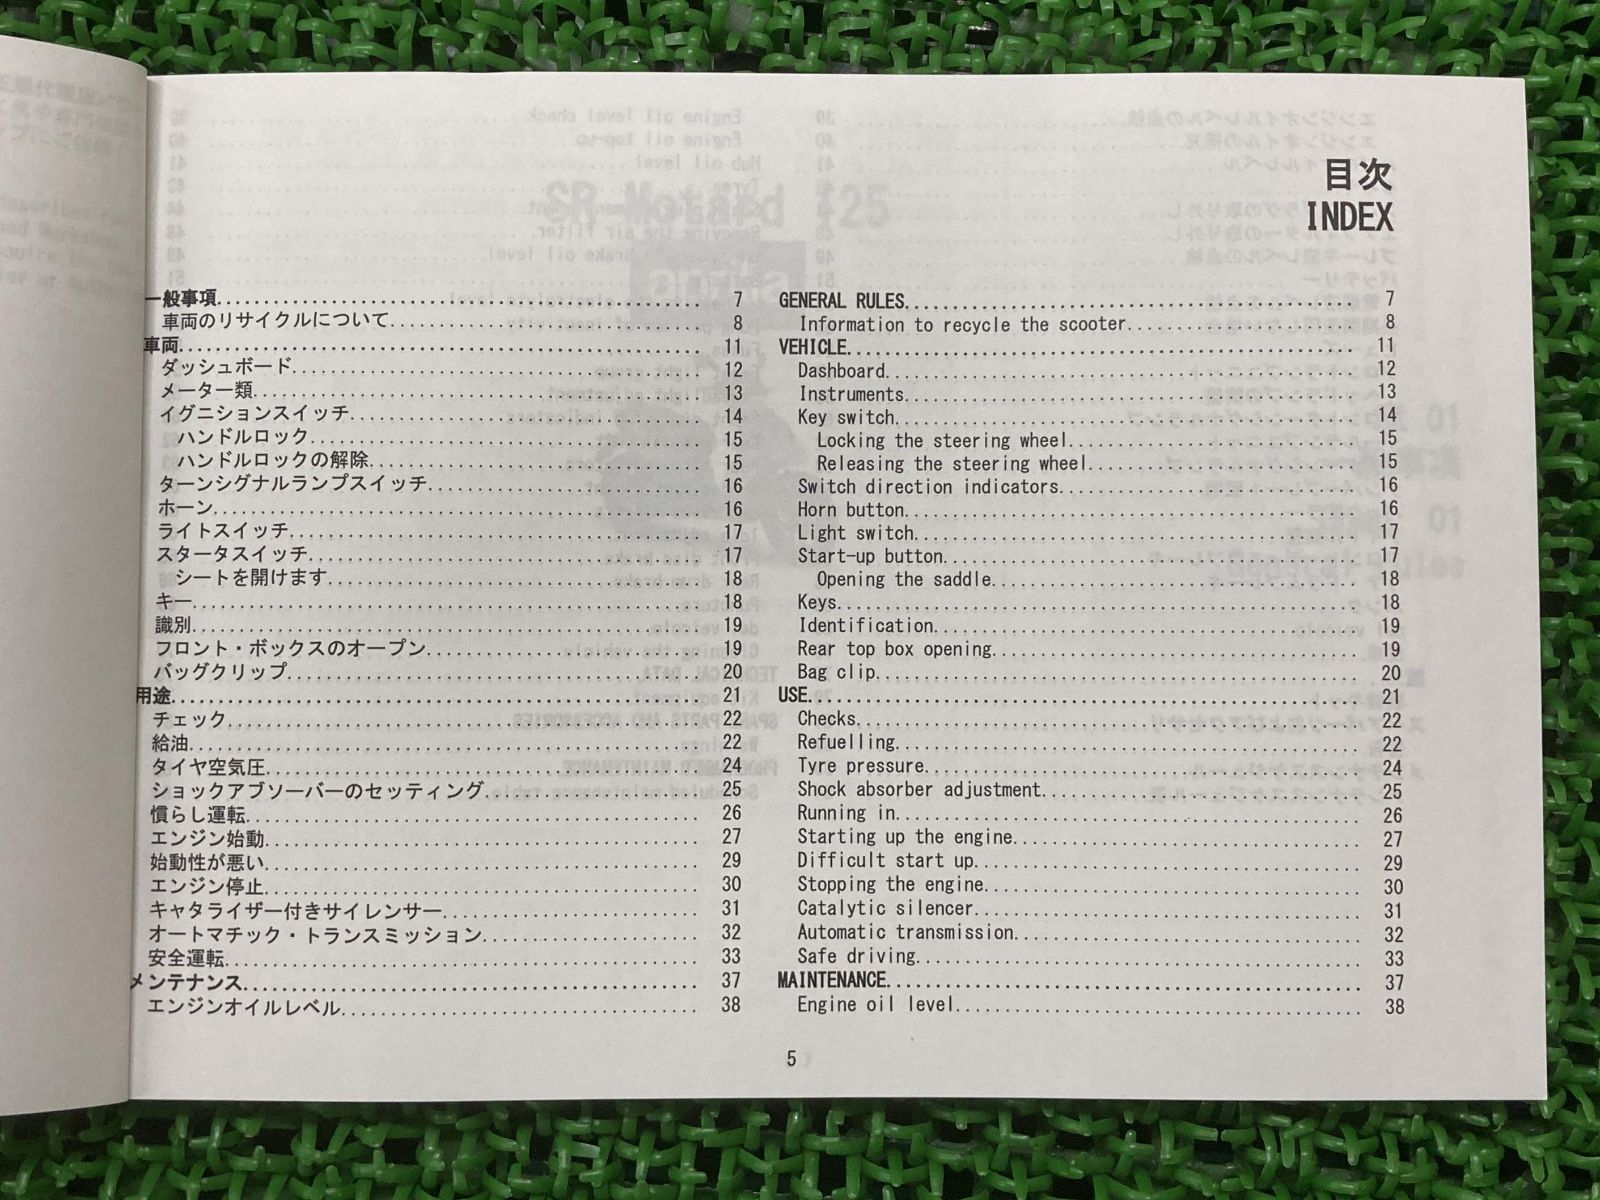 目次
INDEX
一般事項 7
車両のリサイクルについて 8
車両 11
ダッシュボード 12
メーター類 13
イグニションスイッチ 14
ハンドルロック 15
ハンドルロックの解除 15
ターンシグナルランプスイッチ 16
ホーン 16
ライトスイッチ 17
スタータスイッチ 17
シートを開けます 18
キー 18
識別 19
フロント・ボックスのオープン 19
バッグクリップ 20
用途 21
チェック 22
給油 22
タイヤ空気圧 24
ショックアブソーバーのセッティング 25
慣らし運転 26
エンジン始動 27
始動性が悪い 29
エンジン停止 30
キャタライザー付きサイレンサー 31
オートマチック・トランスミッション 32
安全運転 33
メンテナンス 37
エンジンオイルレベル 38
GENERAL RULES 7
Information to recycle the scooter 8
VEHICLE 11
Dashboard 12
Instruments 13
Key switch 14
Locking the steering wheel 15
Releasing the steering wheel 15
Switch direction indicators 16
Horn button 16
Light switch 17
Start-up button 17
Opening the saddle 18
Keys 18
Identification 19
Rear top box opening 19
Bag clip 20
USE 21
Checks 22
Refuelling 22
Tyre pressure 24
Shock absorber adjustment 25
Running in 26
Starting up the engine 27
Difficult start up 29
Stopping the engine 30
Catalytic silencer 31
Automatic transmission 32
Safe driving 33
MAINTENANCE 37
Engine oil level 38
5